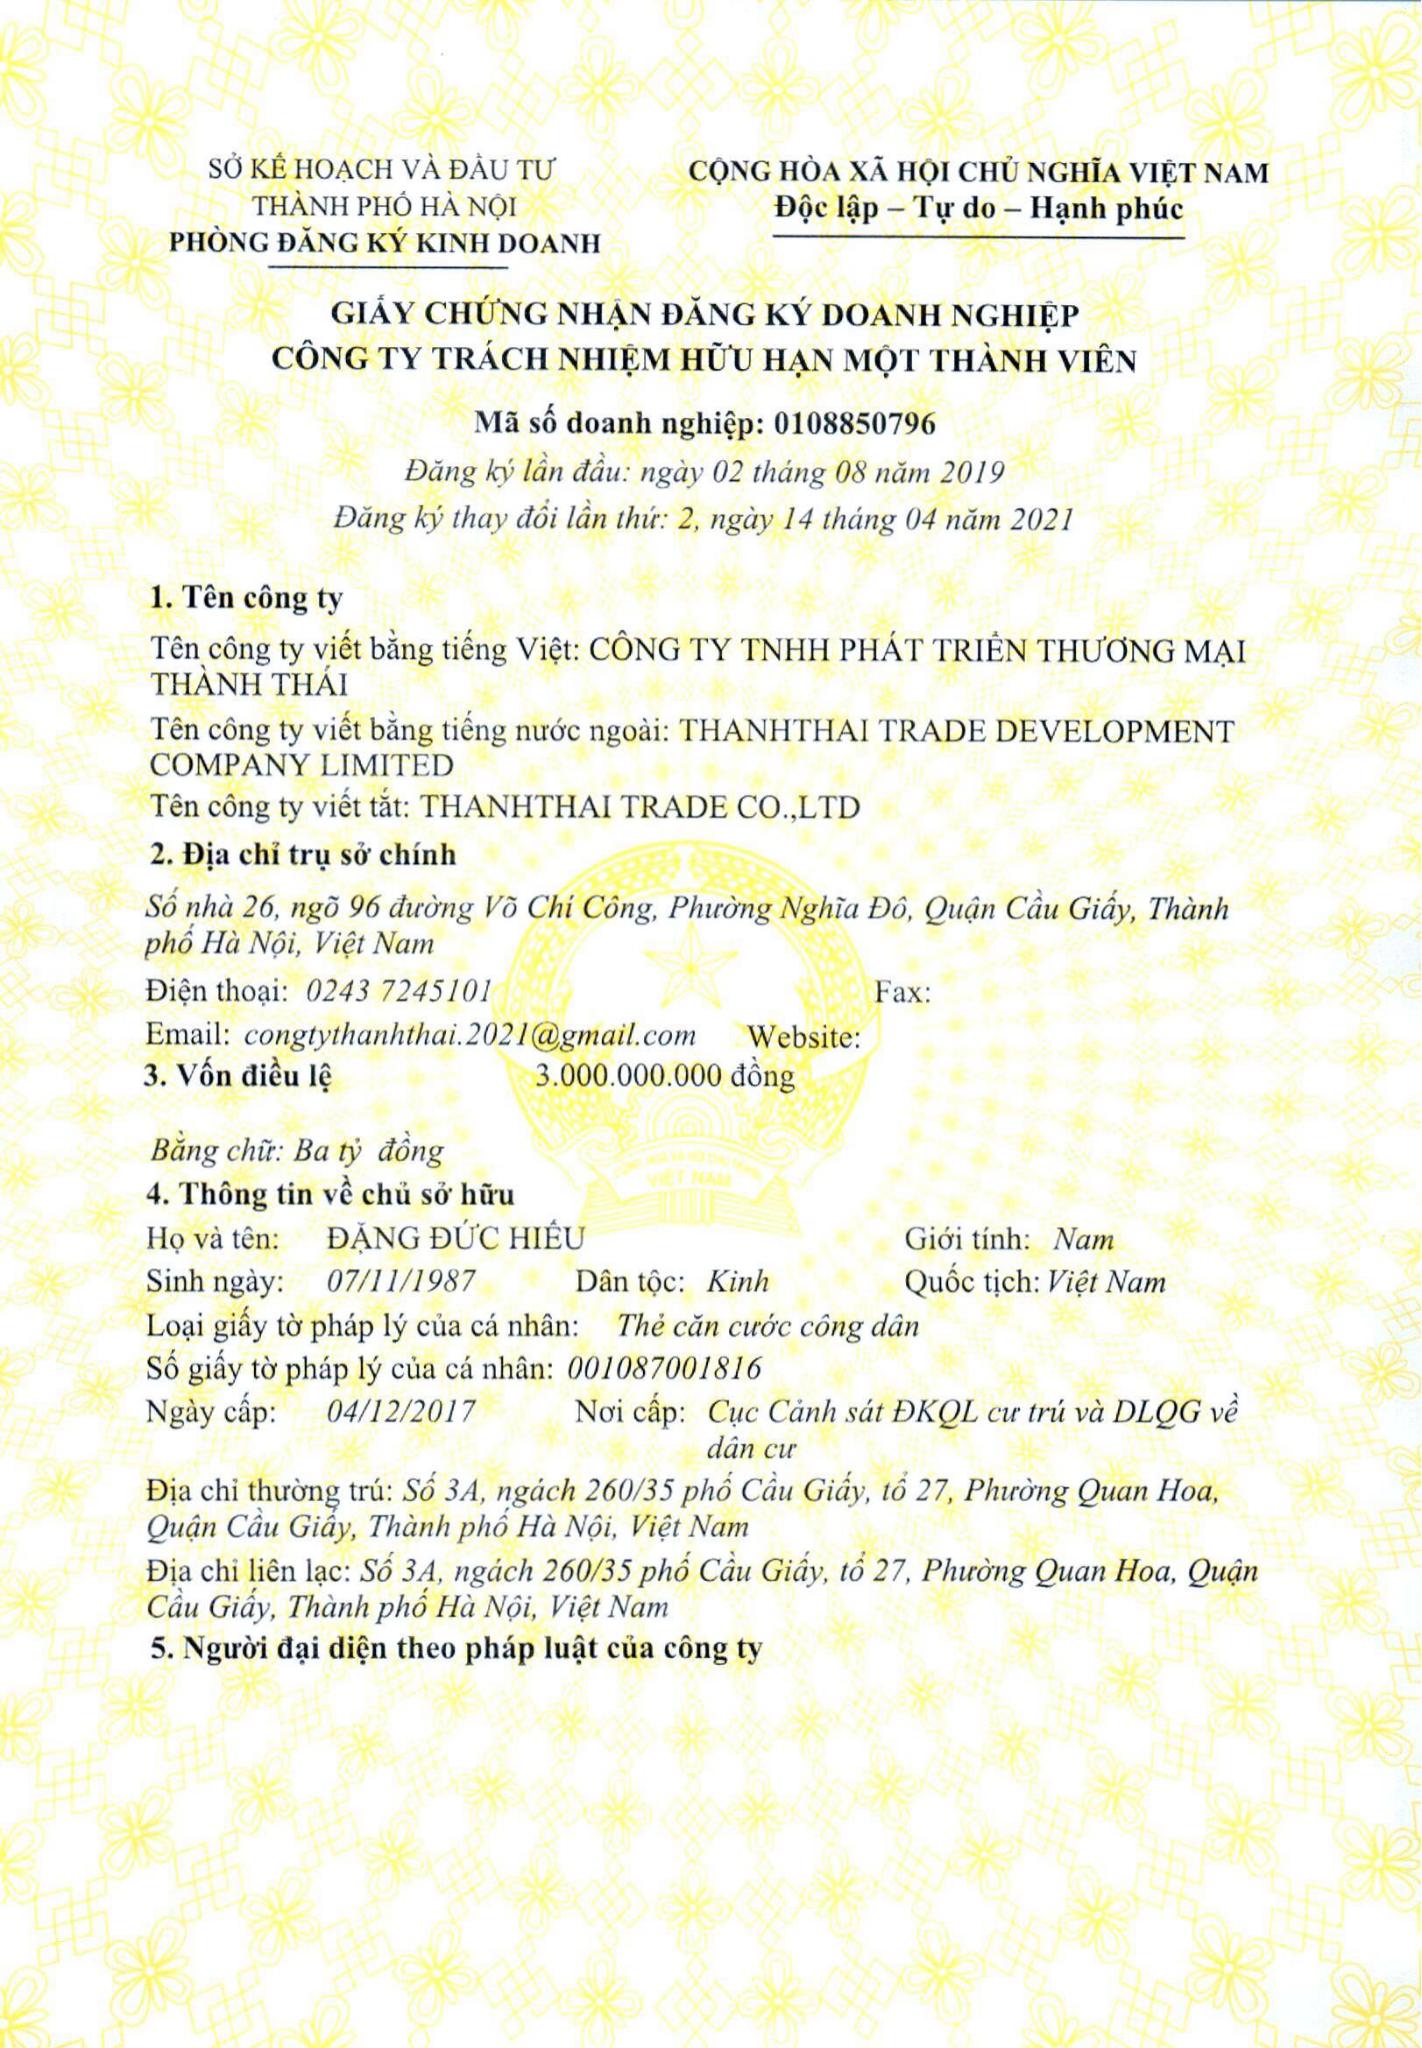 SỞ KẾ HOẠCH VÀ ĐẦU TƯ
THÀNH PHỐ HÀ NỘI
PHÒNG ĐĂNG KÝ KINH DOANH
CỘNG HÒA XÃ HỘI CHỦ NGHĨA VIỆT NAM
Độc lập – Tự do – Hạnh phúc
GIẤY CHỨNG NHẬN ĐĂNG KÝ DOANH NGHIỆP
CÔNG TY TRÁCH NHIỆM HỮU HẠN MỘT THÀNH VIÊN
Mã số doanh nghiệp: 0108850796
Đăng ký lần đầu: ngày 02 tháng 08 năm 2019
Đăng ký thay đổi lần thứ: 2, ngày 14 tháng 04 năm 2021
1. Tên công ty
Tên công ty viết bằng tiếng Việt: CÔNG TY TNHH PHÁT TRIỂN THƯƠNG MẠI
THÀNH THÁI
Tên công ty viết bằng tiếng nước ngoài: THANHTHAI TRADE DEVELOPMENT
COMPANY LIMITED
Tên công ty viết tắt: THANHTHAI TRADE CO.,LTD
2. Địa chỉ trụ sở chính
Số nhà 26, ngõ 96 đường Võ Chí Công, Phường Nghĩa Đô, Quận Cầu Giấy, Thành
phố Hà Nội, Việt Nam
Điện thoại: 0243 7245101 Fax:
Email: congtythanhthai.2021@gmail.com Website:
3. Vốn điều lệ 3.000.000.000 đồng
Bằng chữ: Ba tỷ đồng
VIỆT NAM
4. Thông tin về chủ sở hữu
Họ và tên: ĐẶNG ĐỨC HIẾU Giới tính: Nam
Sinh ngày: 07/11/1987 Dân tộc: Kinh Quốc tịch: Việt Nam
Loại giấy tờ pháp lý của cá nhân: Thẻ căn cước công dân
Số giấy tờ pháp lý của cá nhân: 001087001816
Ngày cấp: 04/12/2017 Nơi cấp: Cục Cảnh sát ĐKQL cư trú và DLQG về
dân cư
Địa chỉ thường trú: Số 3A, ngách 260/35 phố Cầu Giấy, tổ 27, Phường Quan Hoa,
Quận Cầu Giấy, Thành phố Hà Nội, Việt Nam
Địa chỉ liên lạc: Số 3A, ngách 260/35 phố Cầu Giấy, tổ 27, Phường Quan Hoa, Quận
Cầu Giấy, Thành phố Hà Nội, Việt Nam
5. Người đại diện theo pháp luật của công ty